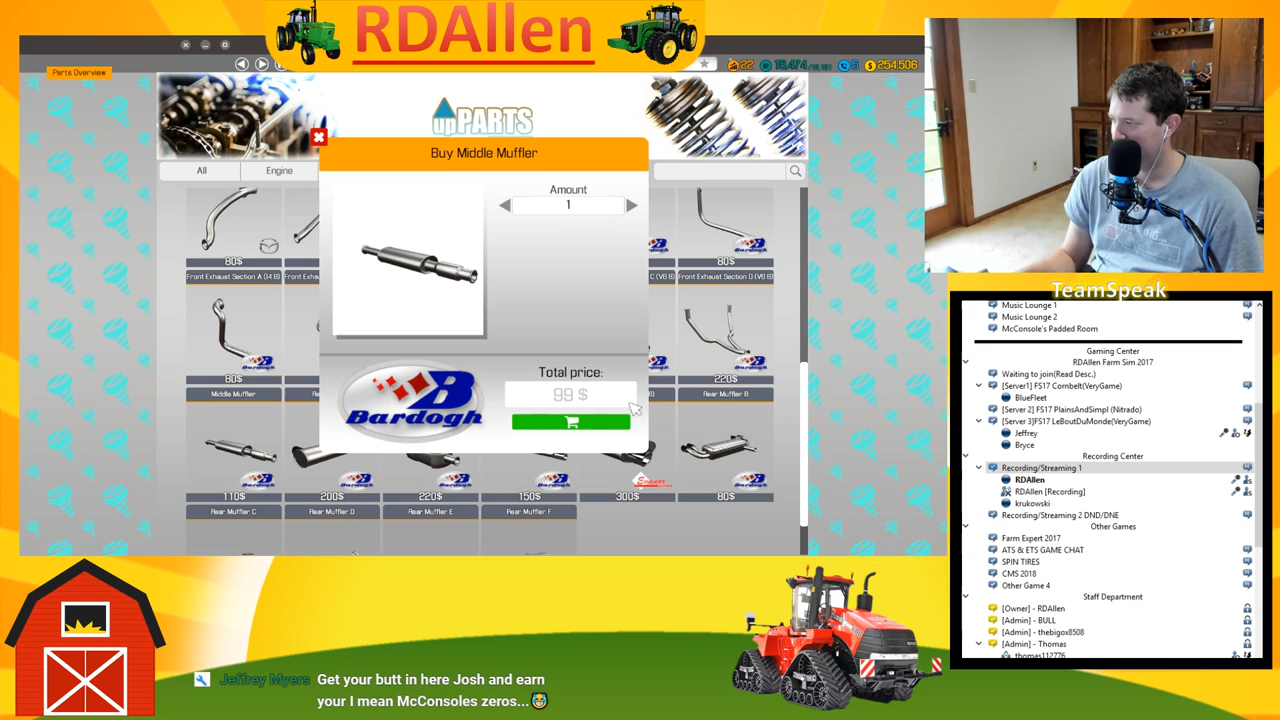 RDAllen
Parts Overview
22
254,506
upPARTS
Buy Middle Muffler
All
Engine
Amount
1
80$
80$
Front Exhaust Section A (I4 B)
Front Exha
C (V6 B)
Front Exhaust Section D (V6 B)
80$
220$
Middle Muffler
Rear Muffler B
Total price:
99 $
Bardogh
110$
200$
220$
150$
300$
80$
Rear Muffler C
Rear Muffler D
Rear Muffler E
Rear Muffler F
TeamSpeak
Music Lounge 1
Music Lounge 2
McConsole's Padded Room
Gaming Center
RDAllen Farm Sim 2017
Waiting to join(Read Desc.)
[Server1] FS17 Cornbelt(VeryGame)
BlueFleet
[Server 2] FS17 PlainsAndSimpl (Nitrado)
[Server 3]FS17 LeBoutDuMonde(VeryGame)
Jeffrey
Bryce
Recording Center
Recording/Streaming 1
RDAllen
RDAllen [Recording]
krukowski
Recording/Streaming 2 DND/DNE
Other Games
Farm Expert 2017
ATS & ETS GAME CHAT
SPIN TIRES
CMS 2018
Other Game 4
Staff Department
[Owner] - RDAllen
[Admin] - BULL
[Admin] - thebigox8508
[Admin] - Thomas
thomas112776
Jeffrey Myers Get your butt in here Josh and earn
your I mean McConsoles zeros...